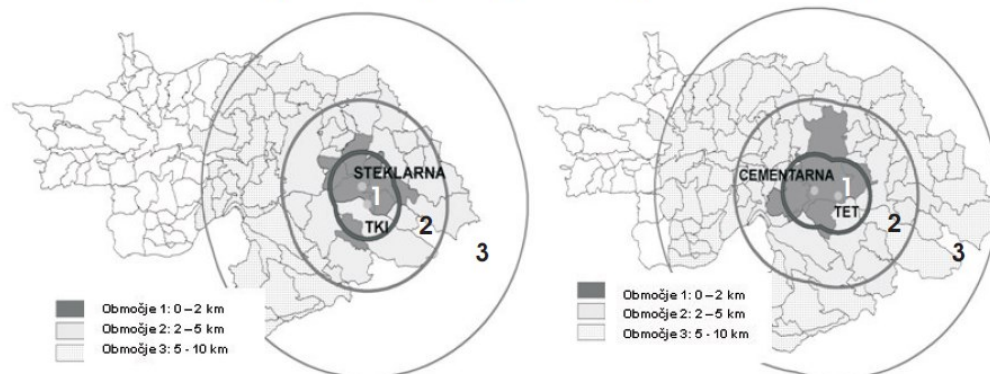 STEKLARNA
1
TKI
2
3
Območje 1: 0 – 2 km
Območje 2: 2 – 5 km
Območje 3: 5 - 10 km
CEMENTARNA
1
TET
2
3
Območje 1: 0 – 2 km
Območje 2: 2 – 5 km
Območje 3: 5 - 10 km